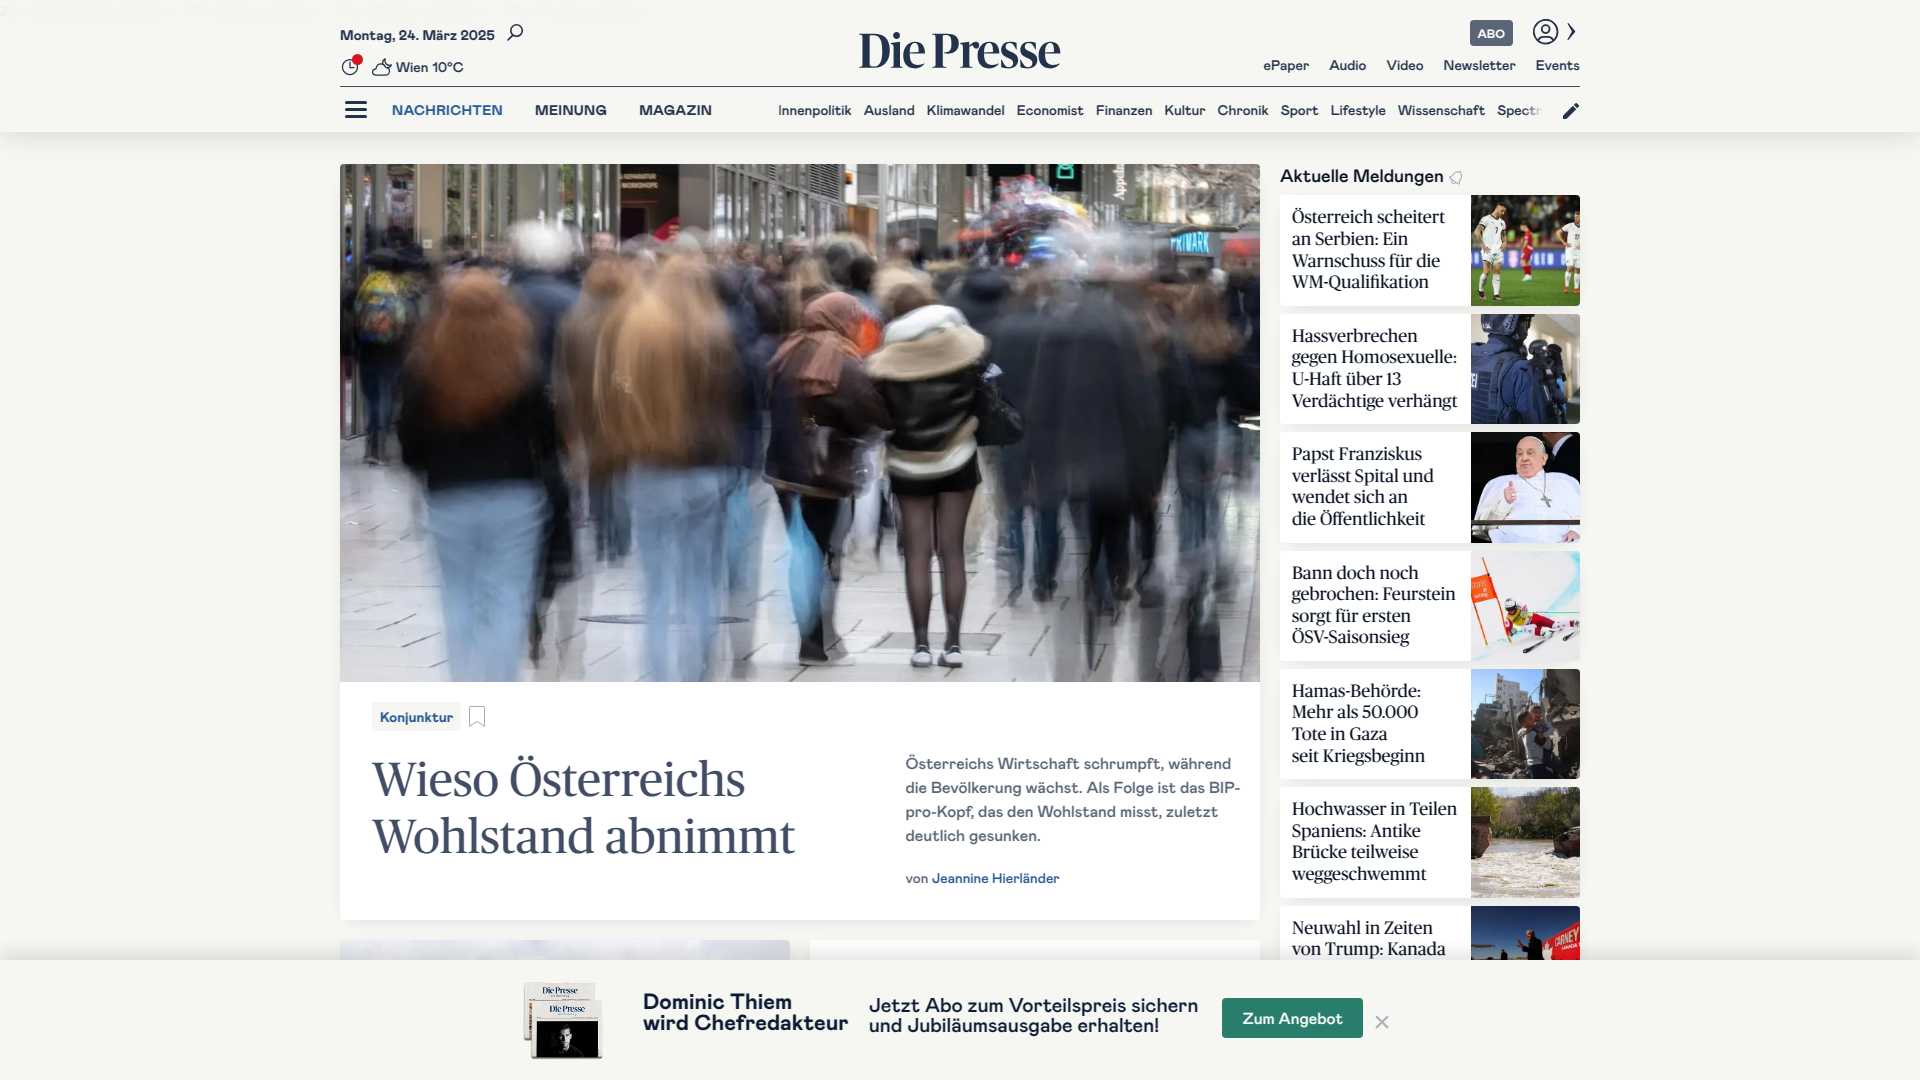 Montag, 24. März 2025
Wien 10°C
Die Presse
ABO
ePaper Audio Video Newsletter Events
NACHRICHTEN MEINUNG MAGAZIN
Innenpolitik Ausland Klimawandel Economist Finanzen Kultur Chronik Sport Lifestyle Wissenschaft Spectr
PRIMARK
Konjunktur
Wieso Österreichs
Wohlstand abnimmt
Österreichs Wirtschaft schrumpft, während
die Bevölkerung wächst. Als Folge ist das BIP-
pro-Kopf, das den Wohlstand misst, zuletzt
deutlich gesunken.
von Jeannine Hierländer
Aktuelle Meldungen
Österreich scheitert
an Serbien: Ein
Warnschuss für die
WM-Qualifikation
Hassverbrechen
gegen Homosexuelle:
U-Haft über 13
Verdächtige verhängt
Papst Franziskus
verlässt Spital und
wendet sich an
die Öffentlichkeit
Bann doch noch
gebrochen: Feurstein
sorgt für ersten
ÖSV-Saisonsieg
Hamas-Behörde:
Mehr als 50.000
Tote in Gaza
seit Kriegsbeginn
Hochwasser in Teilen
Spaniens: Antike
Brücke teilweise
weggeschwemmt
Neuwahl in Zeiten
von Trump: Kanada
CARNEY
Die Presse
Die Presse
Dominic Thiem
wird Chefredakteur
Jetzt Abo zum Vorteilspreis sichern
und Jubiläumsausgabe erhalten!
Zum Angebot